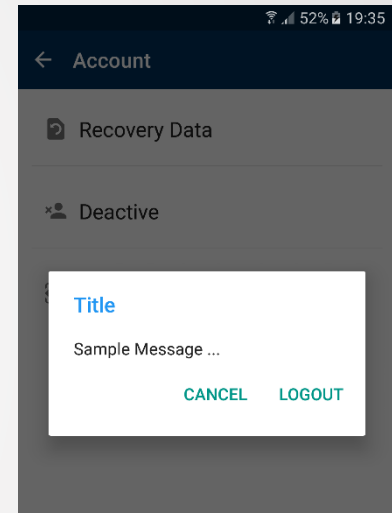 52% 19:35
Account
Recovery Data
Deactive
Title
Sample Message ...
CANCEL LOGOUT